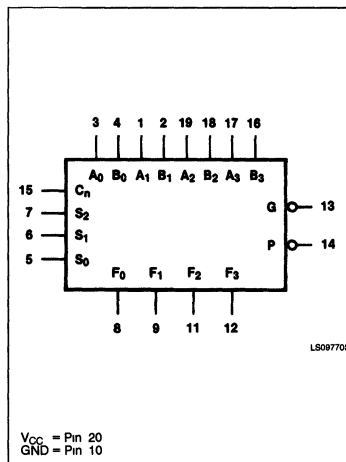 3 4 1 2 19 18 17 16
A0 B0 A1 B1 A2 B2 A3 B3
15 Cn
7 S2
6 S1
5 S0
G 13
P 14
F0 F1 F2 F3
8 9 11 12
LS09770S
VCC = Pin 20
GND = Pin 10